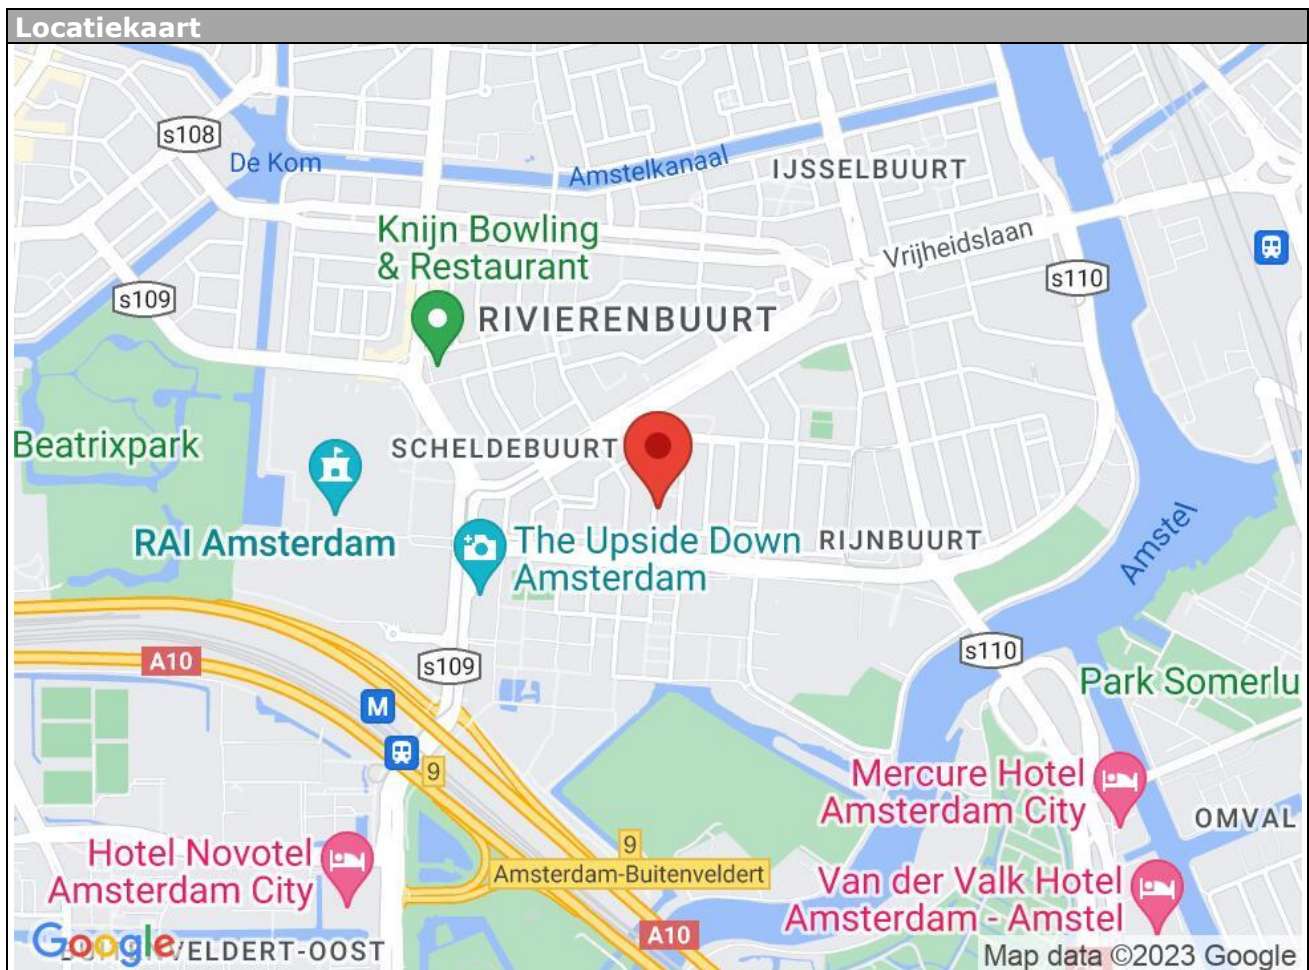 Locatiekaart
s108
De Kom
Amstelkanaal
IJSSELBUURT
Knijn Bowling
& Restaurant
Vrijheidslaan
s110
s109
RIVIERENBUURT
Beatrixpark
SCHELDEBUURT
RAI Amsterdam
The Upside Down
Amsterdam
RIJNBUURT
Amstel
A10
s109
s110
Park Somerlu
M
9
Mercure Hotel
Amsterdam City
OMVAL
Hotel Novotel
Amsterdam City
9
Amsterdam-Buitenveldert
Van der Valk Hotel
Amsterdam - Amstel
A10
Google
VELDERT-OOST
Map data ©2023 Google